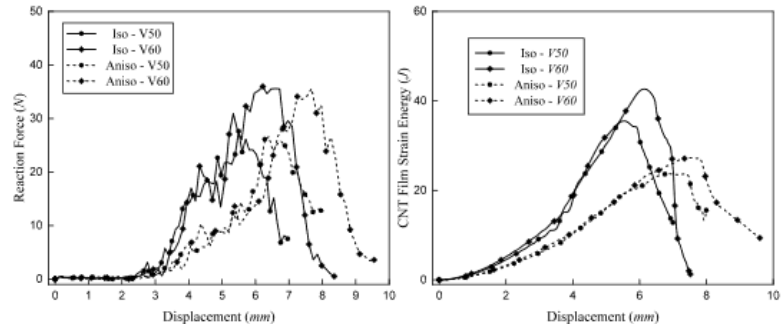 50
40
30
20
10
0
Reaction Force (N)
Iso - V50
Iso - V60
Aniso - V50
Aniso - V60
0 1 2 3 4 5 6 7 8 9 10
Displacement (mm)
60
40
20
0
CNT Film Strain Energy (J)
Iso - V50
Iso - V60
Aniso - V50
Aniso - V60
0 2 4 6 8 10
Displacement (mm)